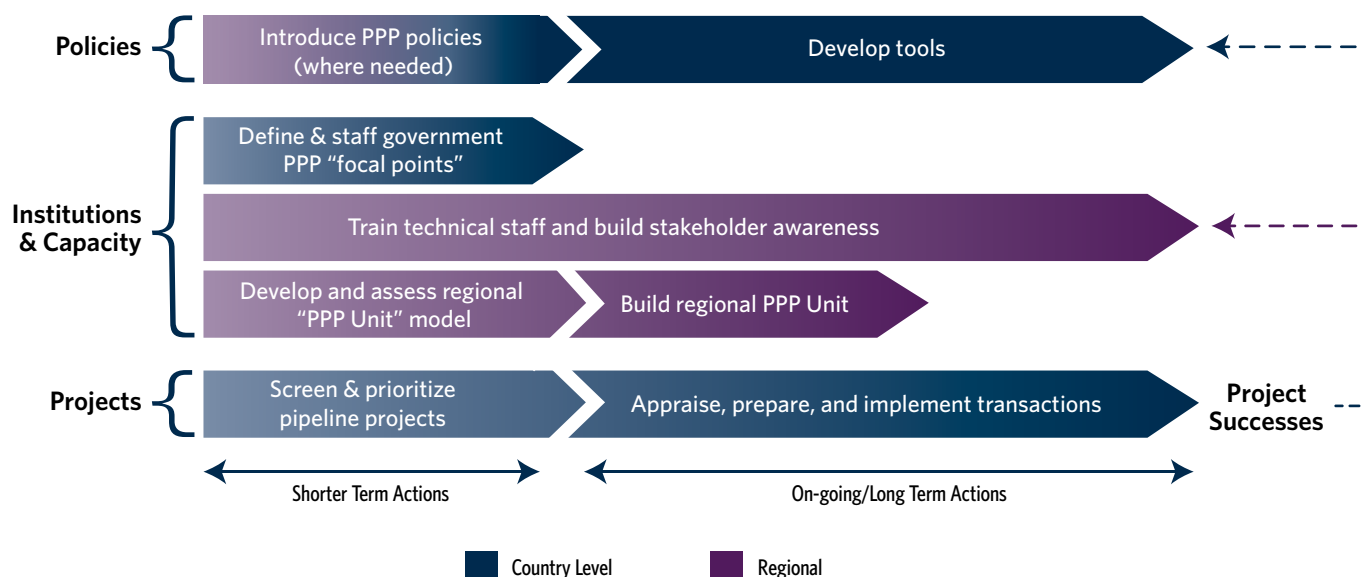 Policies
Introduce PPP policies
(where needed)
Develop tools
Institutions
& Capacity
Define & staff government
PPP “focal points”
Train technical staff and build stakeholder awareness
Develop and assess regional
“PPP Unit” model
Build regional PPP Unit
Projects
Screen & prioritize
pipeline projects
Appraise, prepare, and implement transactions
Project
Successes
Shorter Term Actions
On-going/Long Term Actions
Country Level
Regional